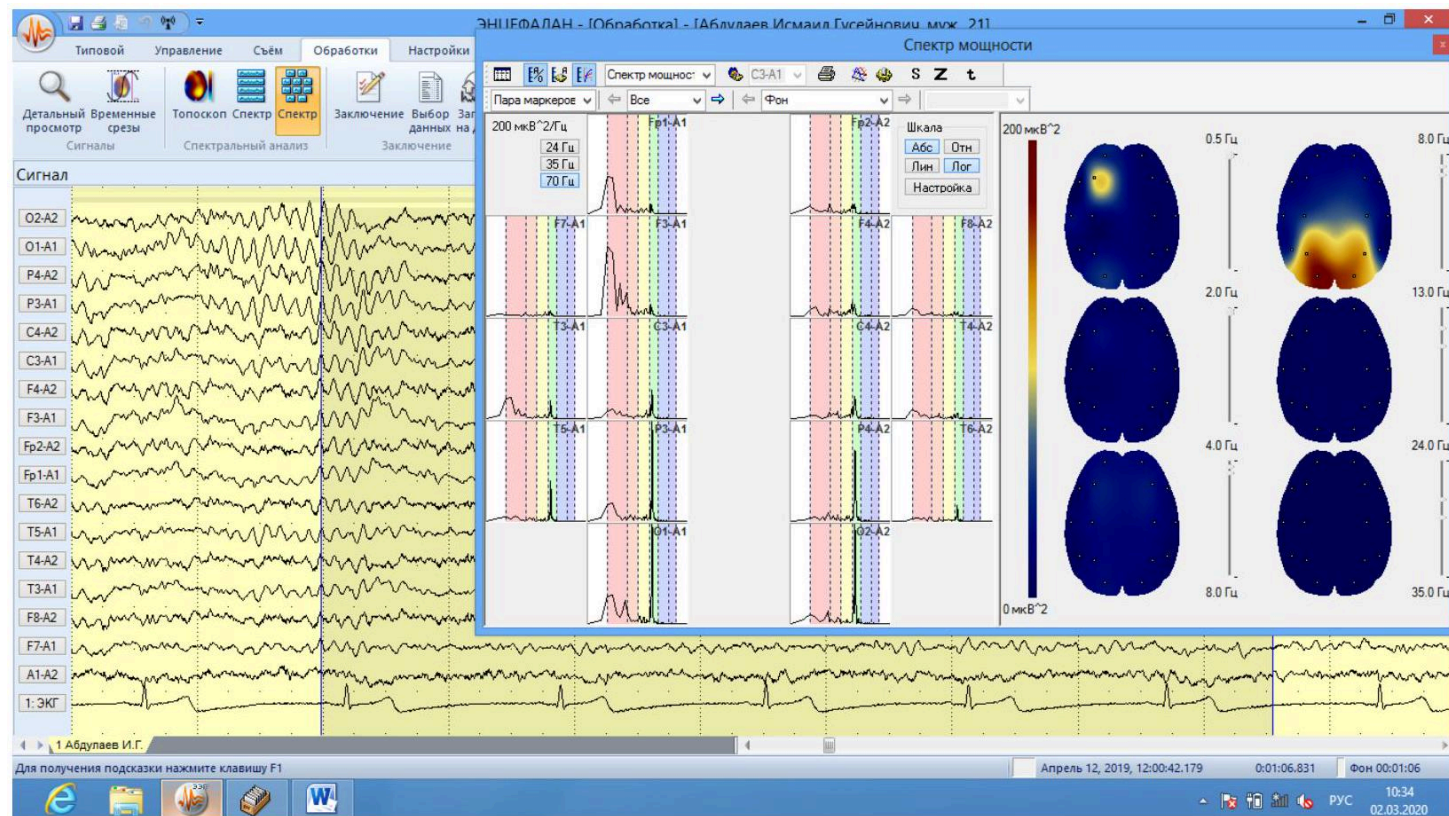 ЭНЦЕФАЛАН - [Обработка] - [Абдулаев Исмаил Гусейнович, муж, 21]
Типовой Управление Съём Обработки Настройки
Детальный просмотр
Временные срезы
Топоскоп
Спектр
Спектр
Заключение
Выбор данных
Сигналы
Спектральный анализ
Заключение
Сигнал
O2-A2
O1-A1
P4-A2
P3-A1
C4-A2
C3-A1
F4-A2
F3-A1
Fp2-A2
Fp1-A1
T6-A2
T5-A1
T4-A2
T3-A1
F8-A2
F7-A1
A1-A2
1: ЭКГ
Спектр мощности
Спектр мощнос
C3-A1
S Z t
Пара маркеров
Все
Фон
200 мкВ^2/Гц
24 Гц
35 Гц
70 Гц
Fp1-A1
Fp2-A2
Шкала
Абс Отн
Лин Лог
Настройка
F7-A1
F3-A1
F4-A2
F8-A2
T3-A1
C3-A1
C4-A2
T4-A2
T5-A1
P3-A1
P4-A2
T6-A2
O1-A1
O2-A2
200 мкВ^2
0.5 Гц
8.0 Гц
2.0 Гц
13.0 Гц
4.0 Гц
24.0 Гц
8.0 Гц
35.0 Гц
0 мкВ^2
1 Абдулаев И.Г.
Для получения подсказки нажмите клавишу F1
Апрель 12, 2019, 12:00:42.179
0:01:06.831
Фон 00:01:06
РУС
10:34
02.03.2020